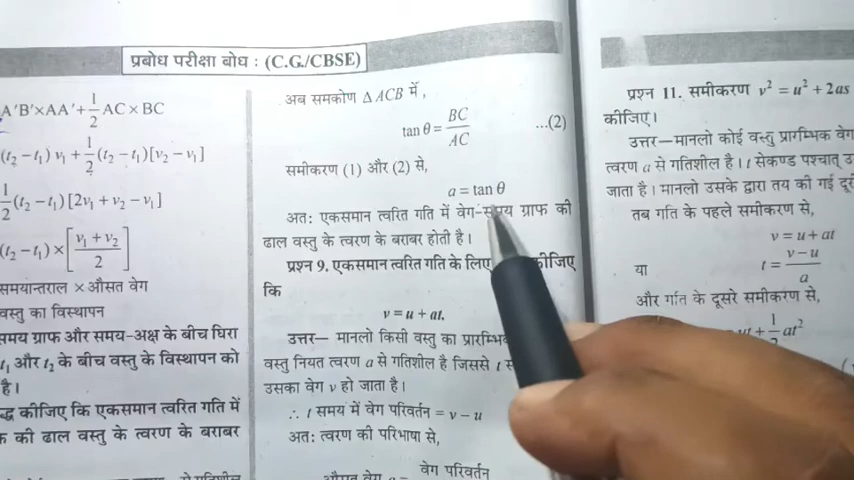 प्रबोध परीक्षा बोध : (C.G./CBSE)
A'B'×AA'+1/2 AC×BC
(t₂-t₁) v₁+1/2(t₂-t₁)[v₂-v₁]
1/2(t₂-t₁)[2v₁+v₂-v₁]
(t₂-t₁)×[(v₁+v₂)/2]
समयान्तराल × औसत वेग
वस्तु का विस्थापन
समय ग्राफ और समय-अक्ष के बीच घिरा
t₁ और t₂ के बीच वस्तु के विस्थापन को
है।
कीजिए कि एकसमान त्वरित गति में
की ढाल वस्तु के त्वरण के बराबर
अब समकोण ΔACB में,
tanθ = BC/AC ...(2)
समीकरण (1) और (2) से,
a = tanθ
अत: एकसमान त्वरित गति में वेग-समय ग्राफ की
ढाल वस्तु के त्वरण के बराबर होती है।
प्रश्न 9. एकसमान त्वरित गति के लिए कीजिए
कि
v = u + at.
उत्तर— मानलो किसी वस्तु का प्रारम्भिक
वस्तु नियत त्वरण a से गतिशील है जिससे t
उसका वेग v हो जाता है।
∴ t समय में वेग परिवर्तन = v - u
अत: त्वरण की परिभाषा से,
वेग परिवर्तन
प्रश्न 11. समीकरण v² = u² + 2as
कीजिए।
उत्तर—मानलो कोई वस्तु प्रारम्भिक वेग
त्वरण a से गतिशील है। t सेकण्ड पश्चात्
जाता है। मानलो उसके द्वारा तय की गई दूरी
तब गति के पहले समीकरण से,
v = u + at
या t = (v-u)/a
और गति के दूसरे समीकरण से,
ut + 1/2 at²